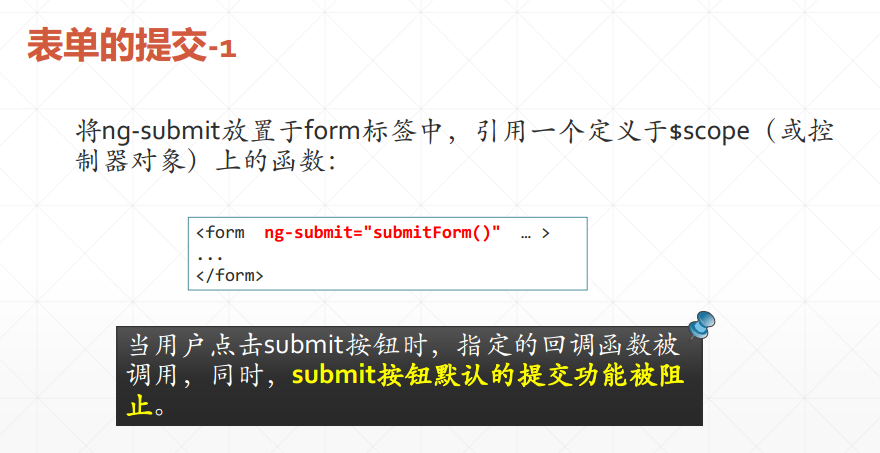 表单的提交-1
将ng-submit放置于form标签中，引用一个定义于$scope（或控
制器对象）上的函数：
<form  ng-submit="submitForm()"  … >
...
</form>
当用户点击submit按钮时，指定的回调函数被
调用，同时，submit按钮默认的提交功能被阻
止。